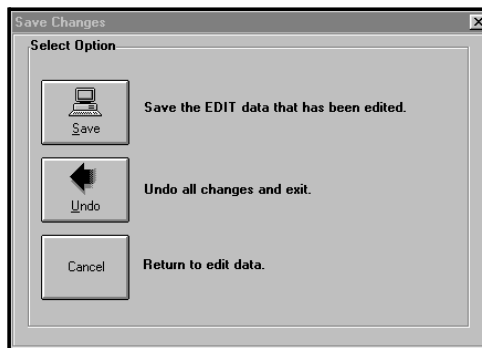 Save Changes
Select Option
Save
Save the EDIT data that has been edited.
Undo
Undo all changes and exit.
Cancel
Return to edit data.